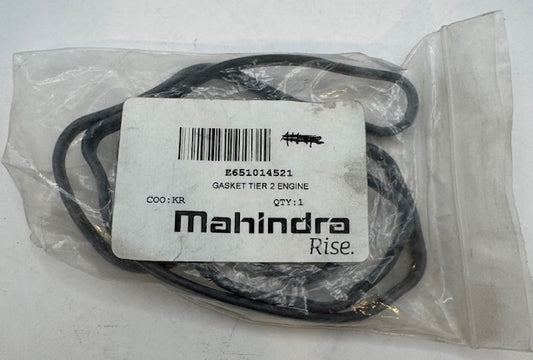 E651014521
GASKET TIER 2 ENGINE
COO:KR QTY:1
Mahindra
Rise.